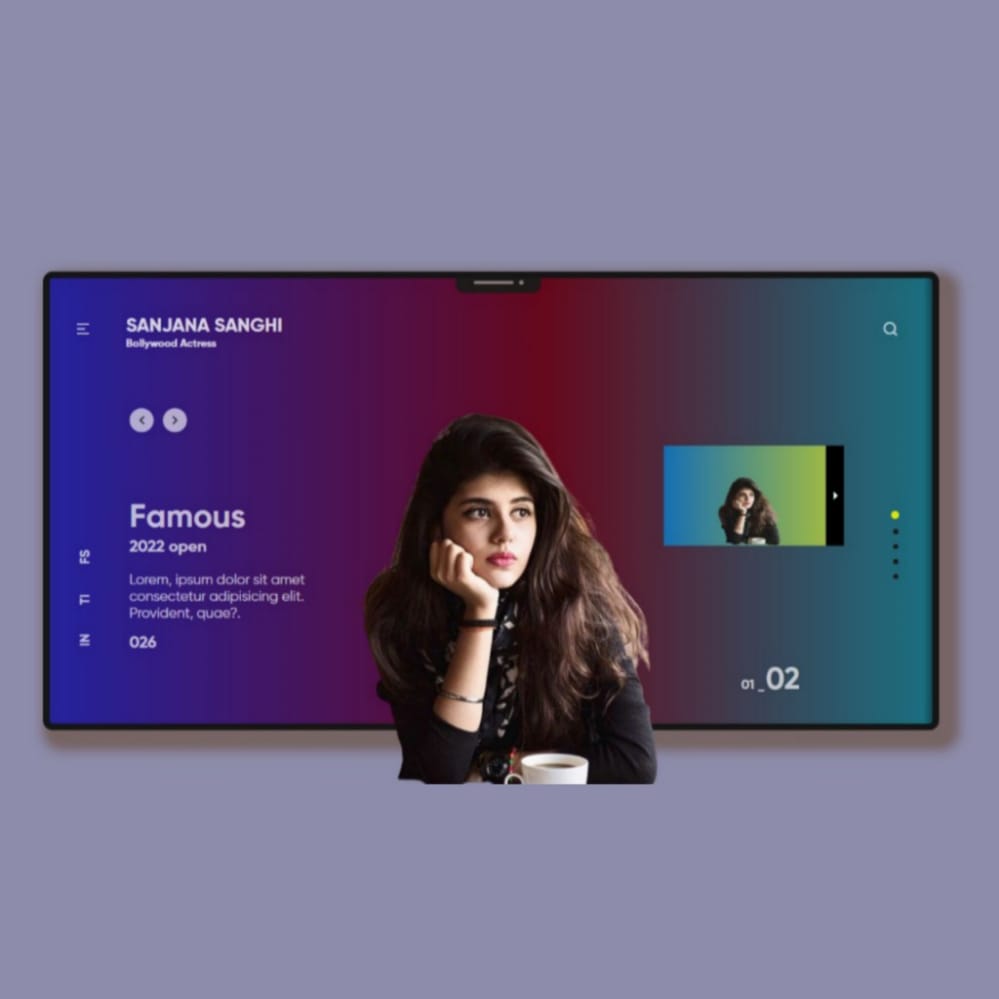 SANJANA SANGHI
Bollywood Actress
Famous
2022 open
Lorem, ipsum dolor sit amet
consectetur adipisicing elit.
Provident, quae?.
026
FS
TI
IN
01 _02